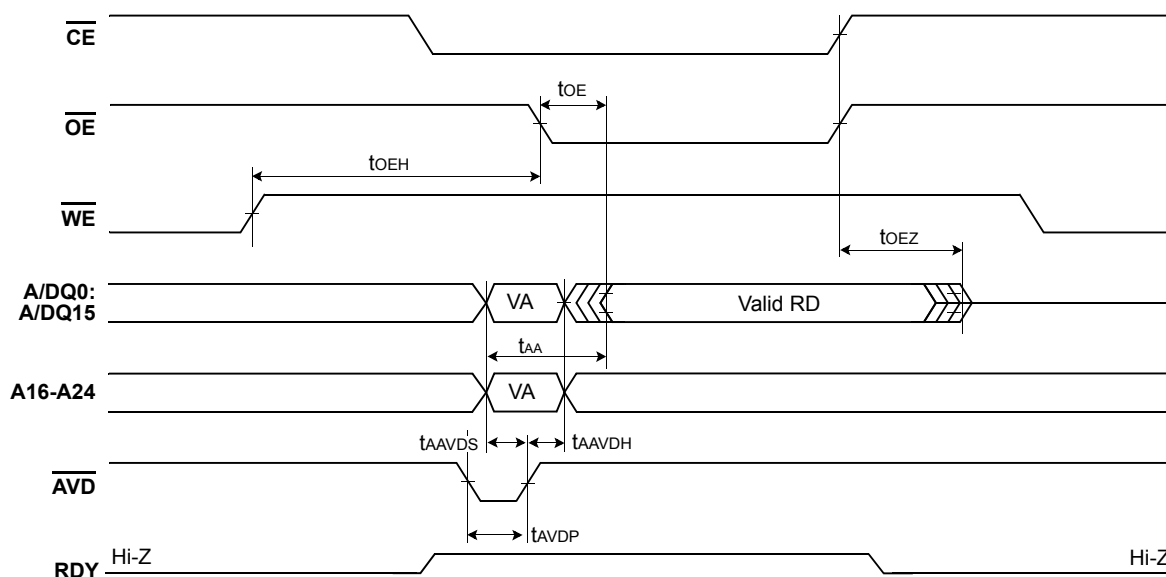 CE
tOE
OE
tOEH
WE
tOEZ
A/DQ0:
A/DQ15
VA
Valid RD
tAA
A16-A24
VA
tAAVDS
tAAVDH
AVD
tAVDP
Hi-Z
Hi-Z
RDY